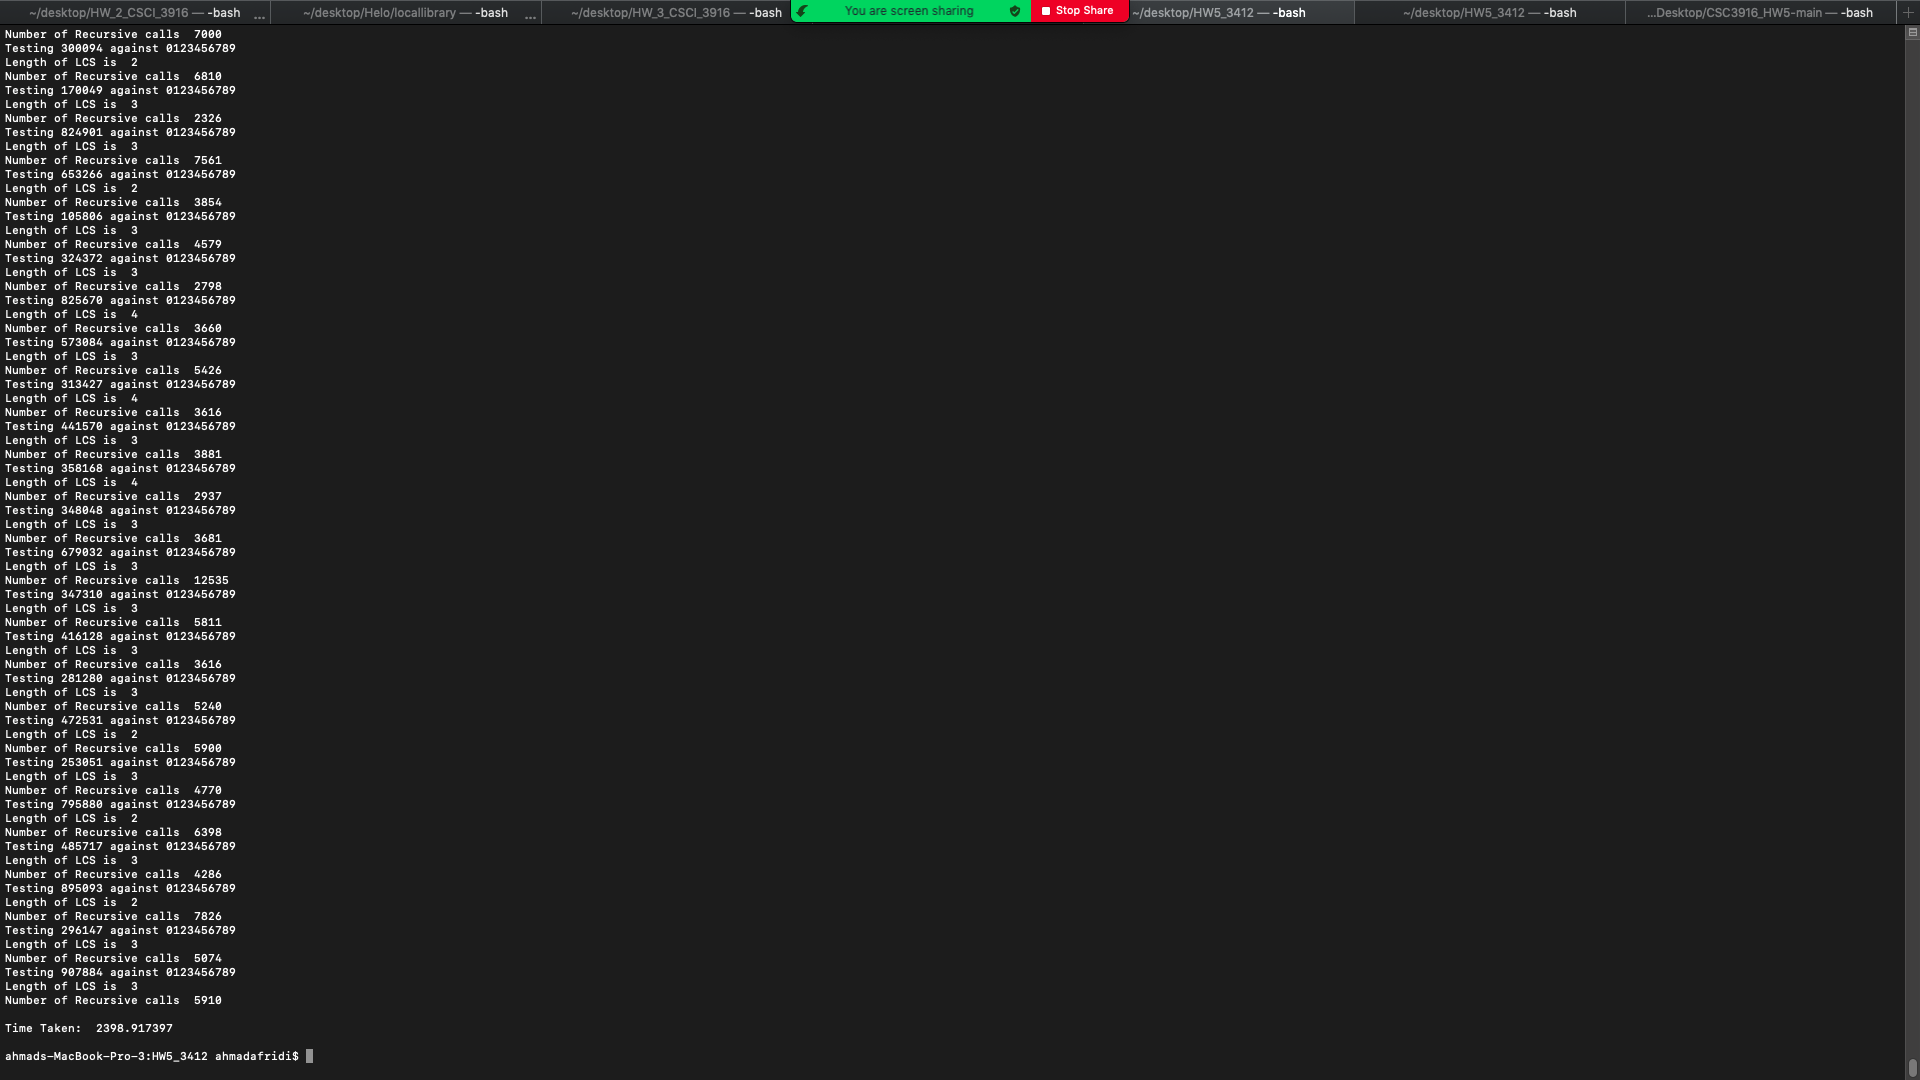 ~/desktop/HW_2_CSCI_3916 — -bash ... ~/desktop/Helo/locallibrary — -bash ... ~/desktop/HW_3_CSCI_3916 — -bash You are screen sharing Stop Share ~/desktop/HW5_3412 — -bash ~/desktop/HW5_3412 — -bash ...Desktop/CSC3916_HW5-main — -bash +
Number of Recursive calls  7000
Testing 300094 against 0123456789
Length of LCS is  2
Number of Recursive calls  6810
Testing 170049 against 0123456789
Length of LCS is  3
Number of Recursive calls  2326
Testing 824901 against 0123456789
Length of LCS is  3
Number of Recursive calls  7561
Testing 653266 against 0123456789
Length of LCS is  2
Number of Recursive calls  3854
Testing 105806 against 0123456789
Length of LCS is  3
Number of Recursive calls  4579
Testing 324372 against 0123456789
Length of LCS is  3
Number of Recursive calls  2798
Testing 825670 against 0123456789
Length of LCS is  4
Number of Recursive calls  3660
Testing 573084 against 0123456789
Length of LCS is  3
Number of Recursive calls  5426
Testing 313427 against 0123456789
Length of LCS is  4
Number of Recursive calls  3616
Testing 441570 against 0123456789
Length of LCS is  3
Number of Recursive calls  3881
Testing 358168 against 0123456789
Length of LCS is  4
Number of Recursive calls  2937
Testing 348048 against 0123456789
Length of LCS is  3
Number of Recursive calls  3681
Testing 679032 against 0123456789
Length of LCS is  3
Number of Recursive calls  12535
Testing 347310 against 0123456789
Length of LCS is  3
Number of Recursive calls  5811
Testing 416128 against 0123456789
Length of LCS is  3
Number of Recursive calls  3616
Testing 281280 against 0123456789
Length of LCS is  3
Number of Recursive calls  5240
Testing 472531 against 0123456789
Length of LCS is  2
Number of Recursive calls  5900
Testing 253051 against 0123456789
Length of LCS is  3
Number of Recursive calls  4770
Testing 795880 against 0123456789
Length of LCS is  2
Number of Recursive calls  6398
Testing 485717 against 0123456789
Length of LCS is  3
Number of Recursive calls  4286
Testing 895093 against 0123456789
Length of LCS is  2
Number of Recursive calls  7826
Testing 296147 against 0123456789
Length of LCS is  3
Number of Recursive calls  5074
Testing 907884 against 0123456789
Length of LCS is  3
Number of Recursive calls  5910
Time Taken:  2398.917397
ahmads-MacBook-Pro-3:HW5_3412 ahmadafridi$